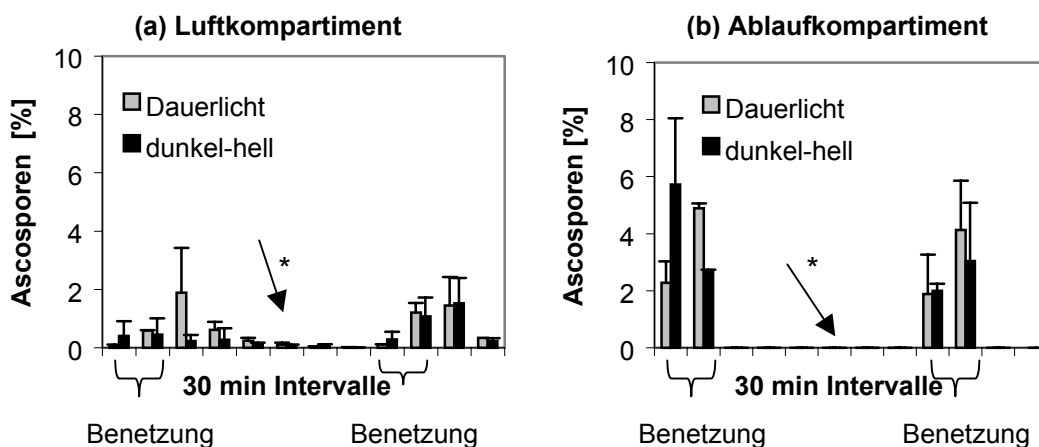 (a) Luftkompartiment
Ascosporen [%]
10
8
6
4
2
0
Dauerlicht
dunkel-hell
*
30 min Intervalle
Benetzung
Benetzung
(b) Ablaufkompartiment
Ascosporen [%]
10
8
6
4
2
0
Dauerlicht
dunkel-hell
*
30 min Intervalle
Benetzung
Benetzung